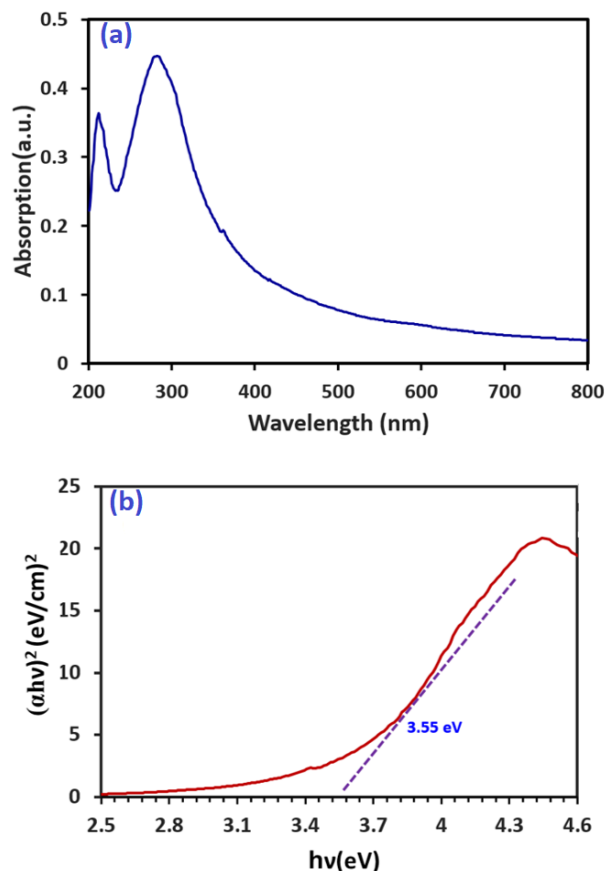 (a)
0.5
0.4
0.3
0.2
0.1
0
Absorption(a.u.)
200 300 400 500 600 700 800
Wavelength (nm)
(b)
25
20
15
10
5
0
(αhν)² (eV/cm)²
3.55 eV
2.5 2.8 3.1 3.4 3.7 4 4.3 4.6
hν(eV)